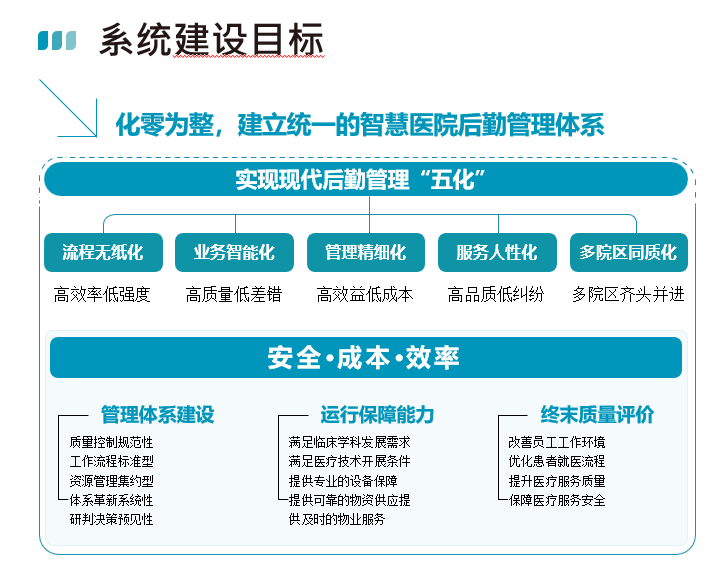 系统建设目标
化零为整，建立统一的智慧医院后勤管理体系
实现现代后勤管理“五化”
流程无纸化 业务智能化 管理精细化 服务人性化 多院区同质化
高效率低强度 高质量低差错 高效益低成本 高品质低纠纷 多院区齐头并进
安全·成本·效率
管理体系建设
质量控制规范性
工作流程标准型
资源管理集约型
体系革新系统性
研判决策预见性
运行保障能力
满足临床学科发展需求
满足医疗技术开展条件
提供专业的设备保障
提供可靠的物资供应提
供及时的物业服务
终末质量评价
改善员工工作环境
优化患者就医流程
提升医疗服务质量
保障医疗服务安全